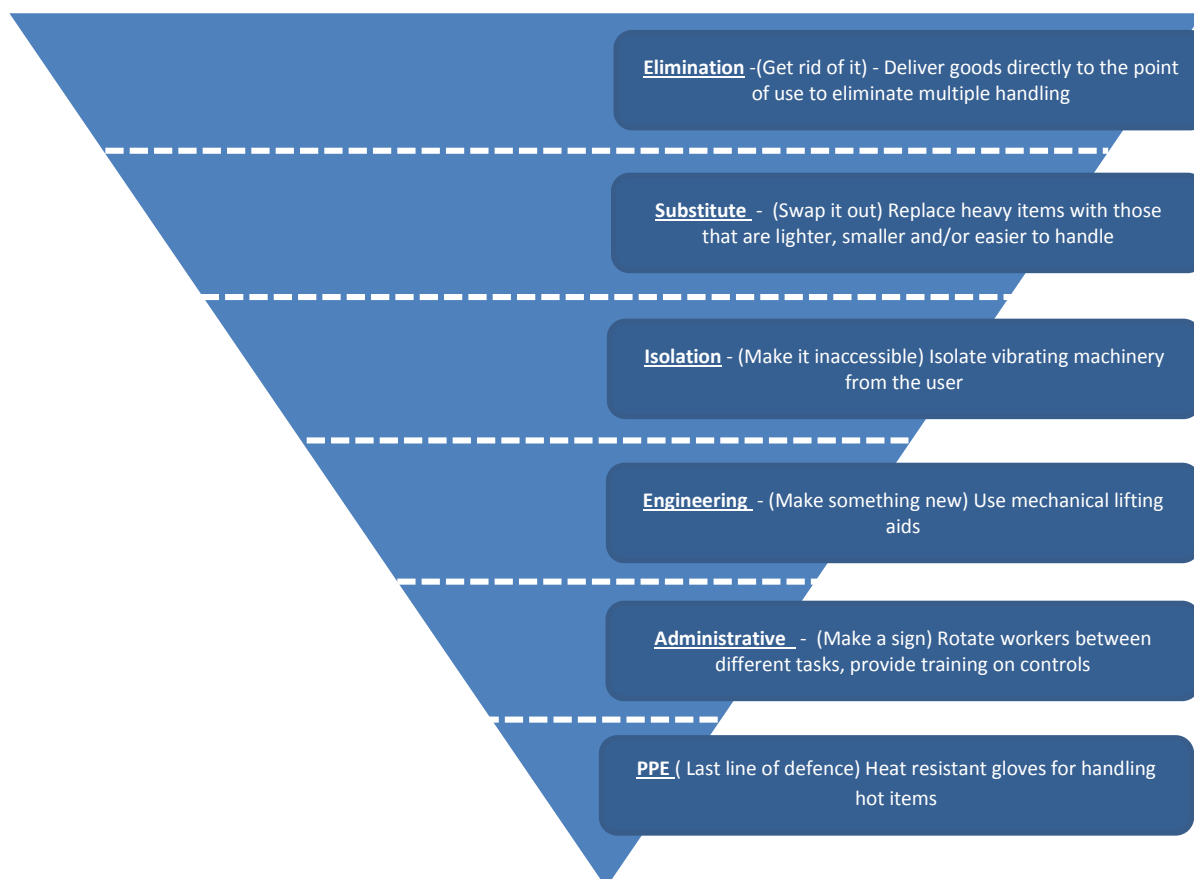 Elimination -(Get rid of it) - Deliver goods directly to the point
of use to eliminate multiple handling
Substitute - (Swap it out) Replace heavy items with those
that are lighter, smaller and/or easier to handle
Isolation - (Make it inaccessible) Isolate vibrating machinery
from the user
Engineering - (Make something new) Use mechanical lifting
aids
Administrative - (Make a sign) Rotate workers between
different tasks, provide training on controls
PPE ( Last line of defence) Heat resistant gloves for handling
hot items